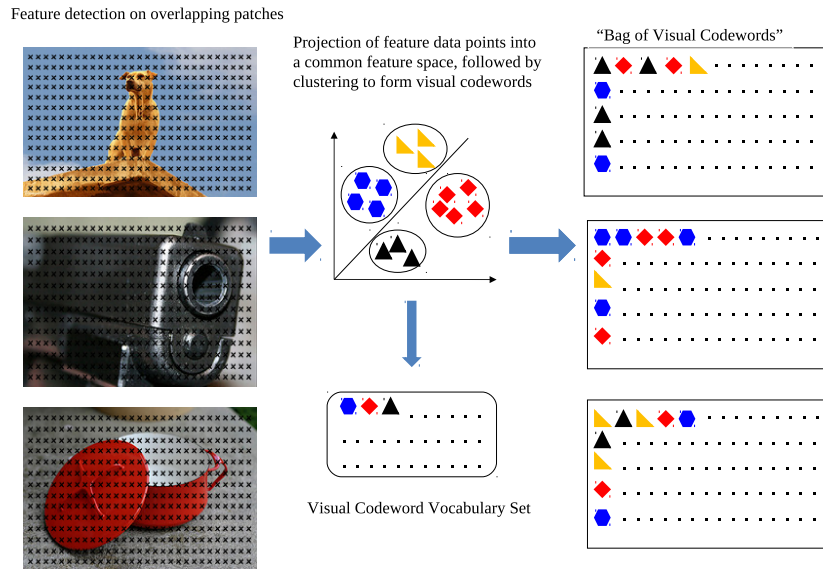 Feature detection on overlapping patches
Projection of feature data points into
a common feature space, followed by
clustering to form visual codewords
“Bag of Visual Codewords”
Visual Codeword Vocabulary Set